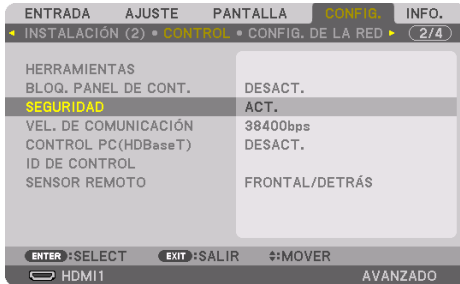 ENTRADA AJUSTE PANTALLA CONFIG. INFO.
INSTALACIÓN (2) • CONTROL • CONFIG. DE LA RED 2/4
HERRAMIENTAS
BLOQ. PANEL DE CONT. DESACT.
SEGURIDAD ACT.
VEL. DE COMUNICACIÓN 38400bps
CONTROL PC(HDBaseT) DESACT.
ID DE CONTROL
SENSOR REMOTO FRONTAL/DETRÁS
ENTER :SELECT EXIT :SALIR :MOVER
HDMI1 AVANZADO